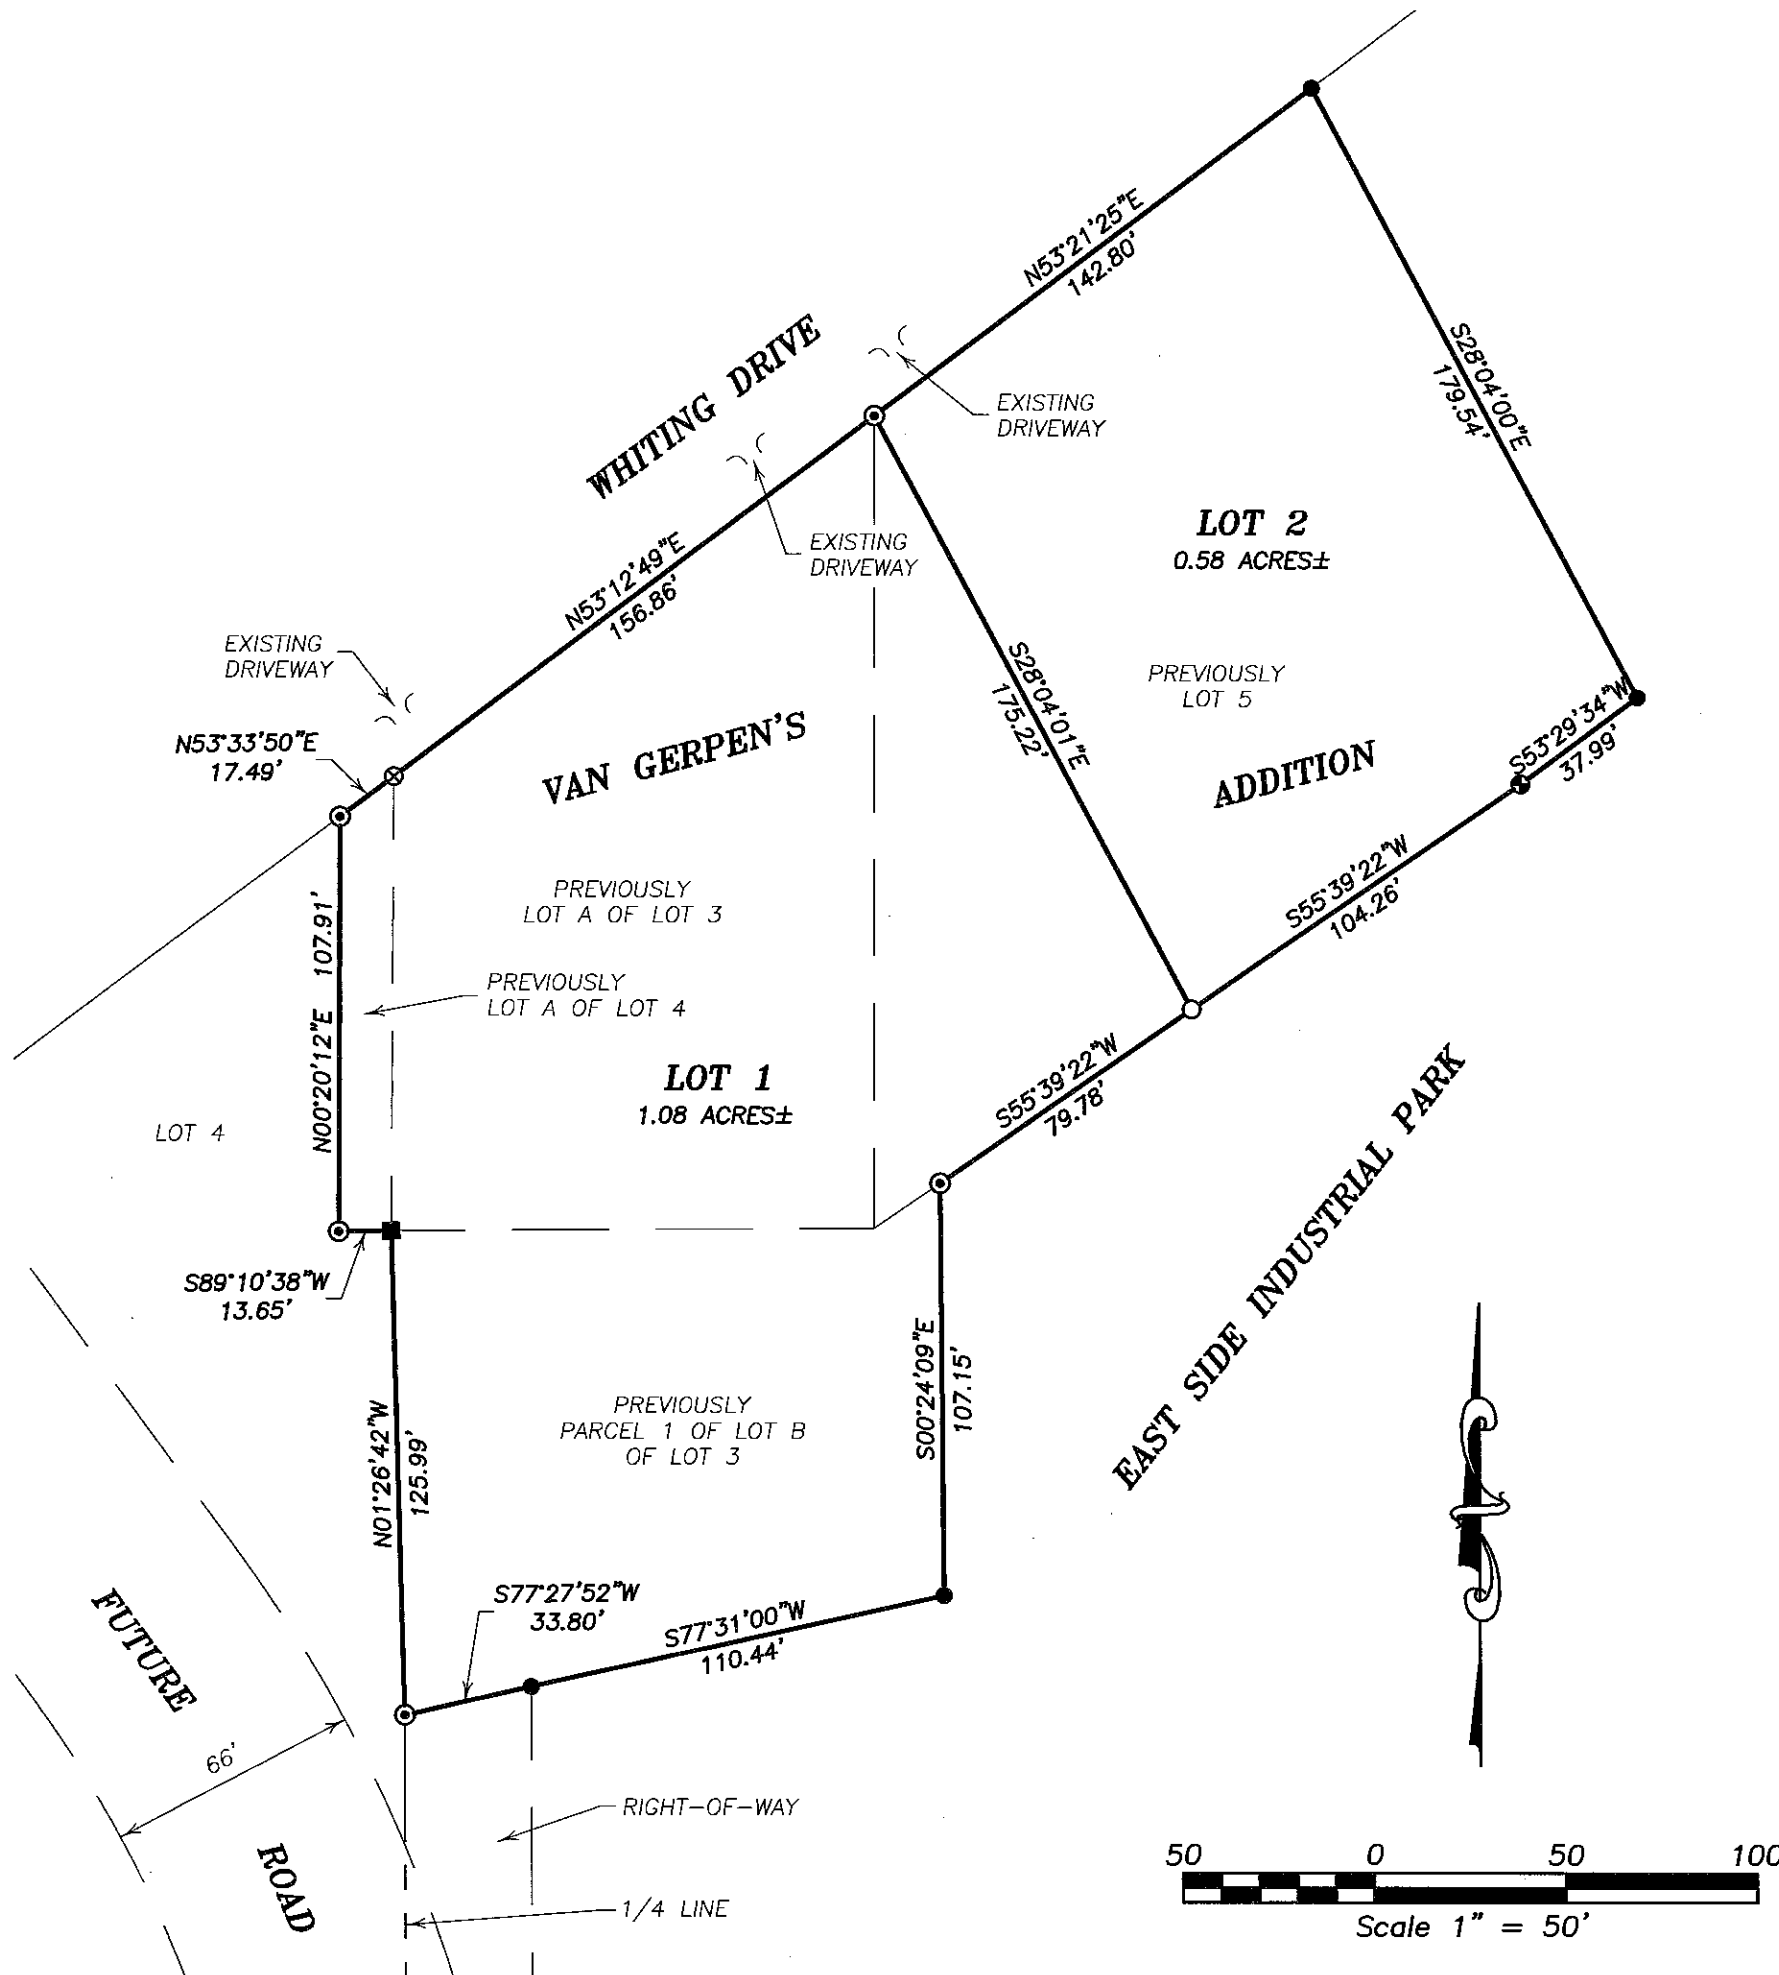 N53°21'25"E
142.80'
WHITING DRIVE
EXISTING
DRIVEWAY
S28°04'00"E
179.54'
LOT 2
0.58 ACRES±
EXISTING
DRIVEWAY
N53°12'49"E
156.86'
EXISTING
DRIVEWAY
S28°04'01"E
175.22'
PREVIOUSLY
LOT 5
N53°33'50"E
17.49'
VAN GERPEN'S
ADDITION
S53°29'34"W
37.99'
PREVIOUSLY
LOT A OF LOT 3
S55°39'22"W
104.26'
N00°20'12"E 107.91'
PREVIOUSLY
LOT A OF LOT 4
LOT 1
1.08 ACRES±
S55°39'22"W
79.78'
LOT 4
EAST SIDE INDUSTRIAL PARK
S89°10'38"W
13.65'
S00°24'09"E
107.15'
N01°26'42"W
125.99'
PREVIOUSLY
PARCEL 1 OF LOT B
OF LOT 3
S77°27'52"W
33.80'
S77°31'00"W
110.44'
FUTURE
ROAD
66'
RIGHT-OF-WAY
1/4 LINE
50 0 50 100
Scale 1" = 50'